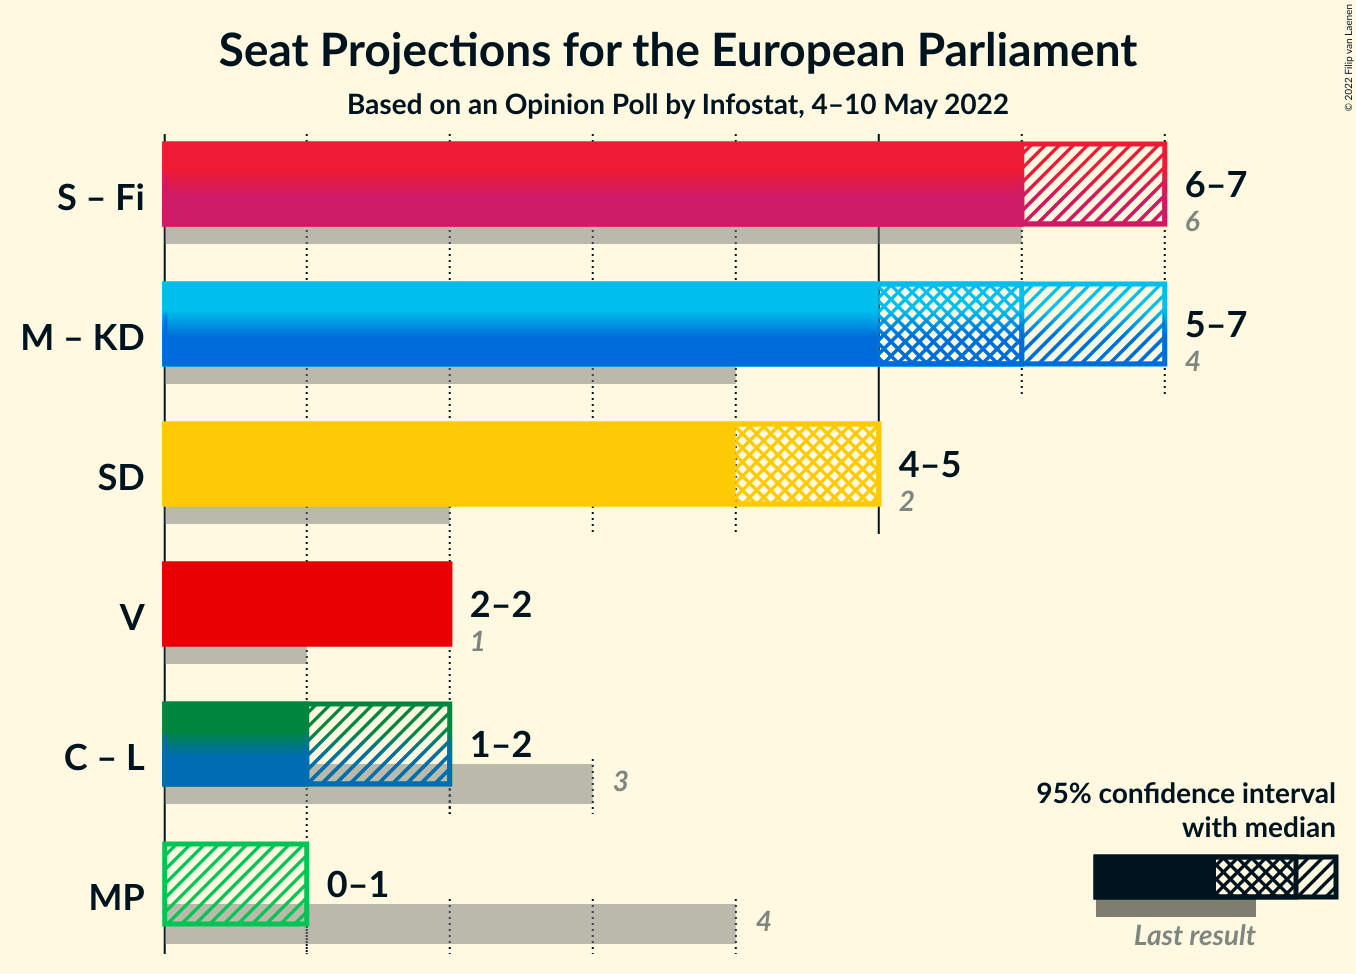 Seat Projections for the European Parliament
Based on an Opinion Poll by Infostat, 4–10 May 2022
© 2022 Filip van Laenen
S – Fi
6–7
6
M – KD
5–7
4
SD
4–5
2
V
2–2
1
C – L
1–2
3
MP
0–1
4
95% confidence interval
with median
Last result